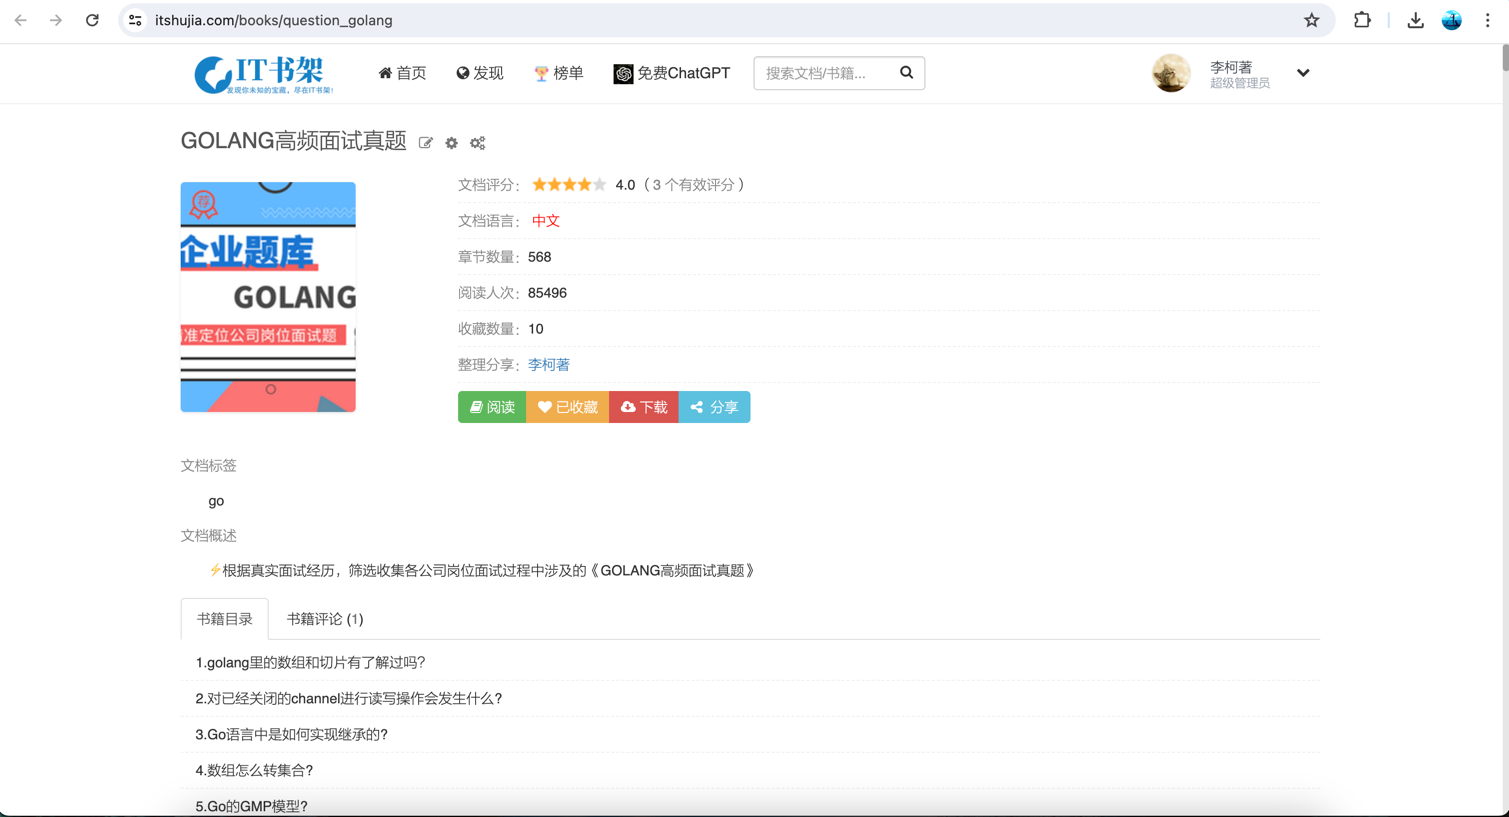 itshujia.com/books/question_golang
IT书架
发现你未知的宝藏，尽在IT书架!
首页
发现
榜单
免费ChatGPT
搜索文档/书籍...
李柯著
超级管理员
GOLANG高频面试真题
荐
企业题库
GOLANG
准定位公司岗位面试题
文档评分：
4.0（ 3 个有效评分 ）
文档语言： 中文
章节数量：568
阅读人次：85496
收藏数量：10
整理分享：李柯著
阅读
已收藏
下载
分享
文档标签
go
文档概述
⚡根据真实面试经历，筛选收集各公司岗位面试过程中涉及的《GOLANG高频面试真题》
书籍目录
书籍评论 (1)
1.golang里的数组和切片有了解过吗？
2.对已经关闭的channel进行读写操作会发生什么?
3.Go语言中是如何实现继承的?
4.数组怎么转集合?
5.Go的GMP模型?